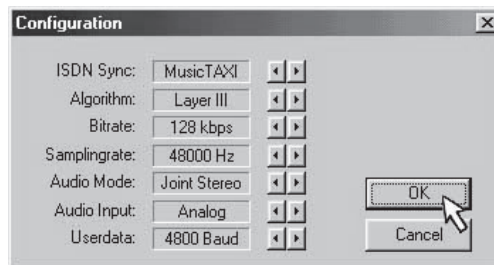 Configuration
ISDN Sync: MusicTAXI
Algorithm: Layer III
Bitrate: 128 kbps
Samplingrate: 48000 Hz
Audio Mode: Joint Stereo
Audio Input: Analog
Userdata: 4800 Baud
OK
Cancel